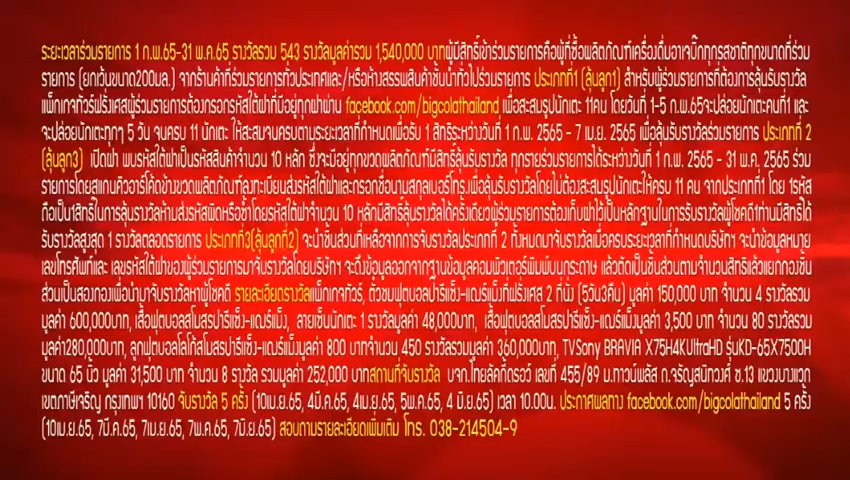 ระยะเวลาร่วมรายการ 1 ก.พ.65-31 พ.ค.65 รางวัลรวม 543 รางวัลมูลค่ารวม 1,540,000 บาทผู้มีสิทธิ์เข้าร่วมรายการคือผู้ที่ซื้อผลิตภัณฑ์เครื่องดื่มอาเจบิ๊กทุกรสชาติทุกขนาดที่ร่วม
รายการ (ยกเว้นขนาด200มล.) จากร้านค้าที่ร่วมรายการทั่วประเทศและ/หรือห้างสรรพสินค้าชั้นนำทั่วไปร่วมรายการ ประเภทที่1 (ลุ้นลูก1) สำหรับผู้ร่วมรายการที่ต้องการลุ้นรับรางวัล
แพ็กเกจทัวร์ฝรั่งเศสผู้ร่วมรายการต้องกรอกรหัสใต้ฝาที่มีอยู่ทุกฝาผ่าน facebook.com/bigcolathailand เพื่อสะสมรูปนักเตะ 11คน โดยวันที่ 1-5 ก.พ.65จะปล่อยนักเตะคนที่1 และ
จะปล่อยนักเตะทุกๆ 5 วัน จนครบ 11 นักเตะ ให้สะสมจนครบตามระยะเวลาที่กำหนดเพื่อรับ 1 สิทธิระหว่างวันที่ 1 ก.พ. 2565 - 7 เม.ย. 2565 เพื่อลุ้นรับรางวัลร่วมรายการ ประเภทที่ 2
(ลุ้นลูก3) เปิดฝา พบรหัสใต้ฝาเป็นรหัสสินค้าจำนวน 10 หลัก ซึ่งจะมีอยู่ทุกขวดผลิตภัณฑ์มีสิทธิ์ลุ้นรับรางวัล ทุกรายร่วมรายการได้ระหว่างวันที่ 1 ก.พ. 2565 - 31 พ.ค. 2565 ร่วม
รายการโดยสแกนคิวอาร์โค้ดข้างขวดผลิตภัณฑ์ลงทะเบียนส่งรหัสใต้ฝาและกรอกชื่อนามสกุลเบอร์โทร เพื่อลุ้นรับรางวัลโดยไม่ต้องสะสมรูปนักเตะให้ครบ 11 คน จากประเภทที่1 โดย 1รหัส
ถือเป็น1สิทธิ์ในการลุ้นรางวัลห้ามส่งรหัสผิดหรือซ้ำโดยรหัสใต้ฝาจำนวน 10 หลักมีสิทธิ์ลุ้นรางวัลได้ครั้งเดียวผู้ร่วมรายการต้องเก็บฝาไว้เป็นหลักฐานในการรับรางวัลผู้โชคดี1ท่านมีสิทธิ์ได้
รับรางวัลสูงสุด 1 รางวัลตลอดรายการ ประเภทที่3(ลุ้นลูกที่2) จะนำชิ้นส่วนที่เหลือจากการจับรางวัลประเภทที่ 2 ทั้งหมดมาจับรางวัลเมื่อครบระยะเวลาที่กำหนดบริษัทฯ จะนำข้อมูลหมาย
เลขโทรศัพท์และ เลขรหัสใต้ฝาของผู้ร่วมรายการมาจับรางวัลโดยบริษัทฯ จะดึงข้อมูลออกจากฐานข้อมูลคอมพิวเตอร์พิมพ์บนกระดาษ แล้วตัดเป็นชิ้นส่วนตามจำนวนสิทธิแล้วแยกกองชิ้น
ส่วนเป็นสองกองเพื่อนำมาจับรางวัลหาผู้โชคดี รายละเอียดรางวัลแพ็กเกจทัวร์, ตั๋วชมฟุตบอลปารีแซ็ง-แฌร์แม็งที่ฝรั่งเศส 2 ที่นั่ง (5วัน3คืน) มูลค่า 150,000 บาท จำนวน 4 รางวัลรวม
มูลค่า 600,000บาท, เสื้อฟุตบอลสโมสรปารีแซ็ง-แฌร์แม็ง, ลายเซ็นนักเตะ 1 รางวัลมูลค่า 48,000บาท, เสื้อฟุตบอลสโมสรปารีแซ็ง-แฌร์แม็งมูลค่า 3,500 บาท จำนวน 80 รางวัลรวม
มูลค่า280,000บาท, ลูกฟุตบอลโลโก้สโมสรปารีแซ็ง-แฌร์แม็งมูลค่า 800 บาทจำนวน 450 รางวัลรวมมูลค่า 360,000บาท, TVSony BRAVIA X75H4KUltraHD รุ่นKD-65X7500H
ขนาด 65 นิ้ว มูลค่า 31,500 บาท จำนวน 8 รางวัล รวมมูลค่า 252,000 บาทสถานที่จับรางวัล บจก.ไทยลัคกี้ดรอว์ เลขที่ 455/89 ม.ทาวน์พลัส ถ.จรัญสนิทวงศ์ ซ.13 แขวงบางแวก
เขตภาษีเจริญ กรุงเทพฯ 10160 จับรางวัล 5 ครั้ง (10เม.ย.65, 4มี.ค.65, 4เม.ย.65, 5พ.ค.65, 4 มิ.ย.65) เวลา 10.00น. ประกาศผลทาง facebook.com/bigcolathailand 5 ครั้ง
(10เม.ย.65, 7มี.ค.65, 7เม.ย.65, 7พ.ค.65, 7มิ.ย.65) สอบถามรายละเอียดเพิ่มเติม โทร. 038-214504-9